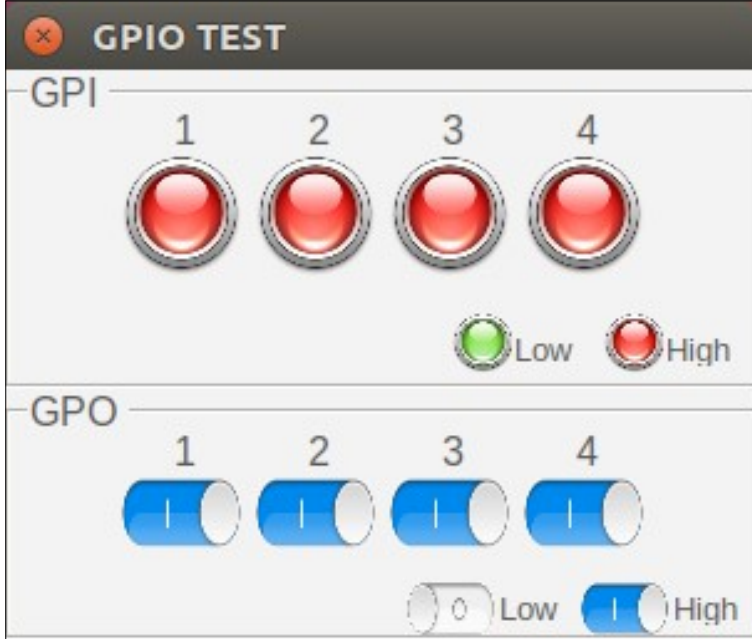 GPIO TEST
GPI
1 2 3 4
Low High
GPO
1 2 3 4
I I I I
0 Low I High